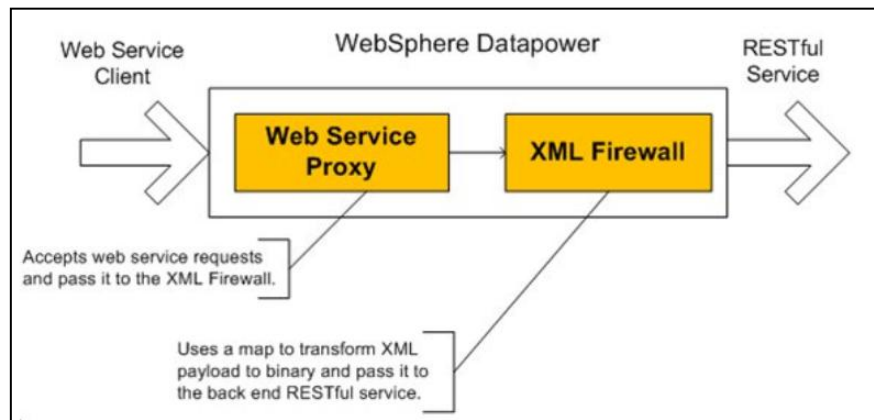 Web Service
Client
WebSphere Datapower
RESTful
Service
Web Service
Proxy
XML Firewall
Accepts web service requests
and pass it to the XML Firewall.
Uses a map to transform XML
payload to binary and pass it to
the back end RESTful service.